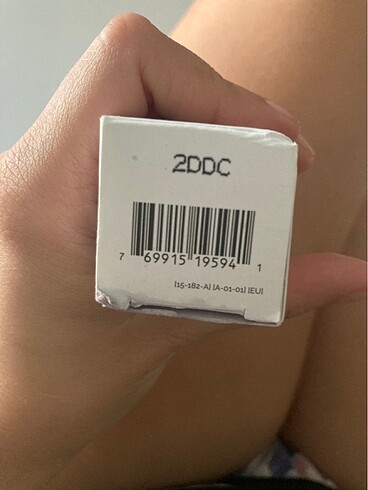 2DDC
7 69915 19594 1
[15-182-A] [A-01-01] [EU]